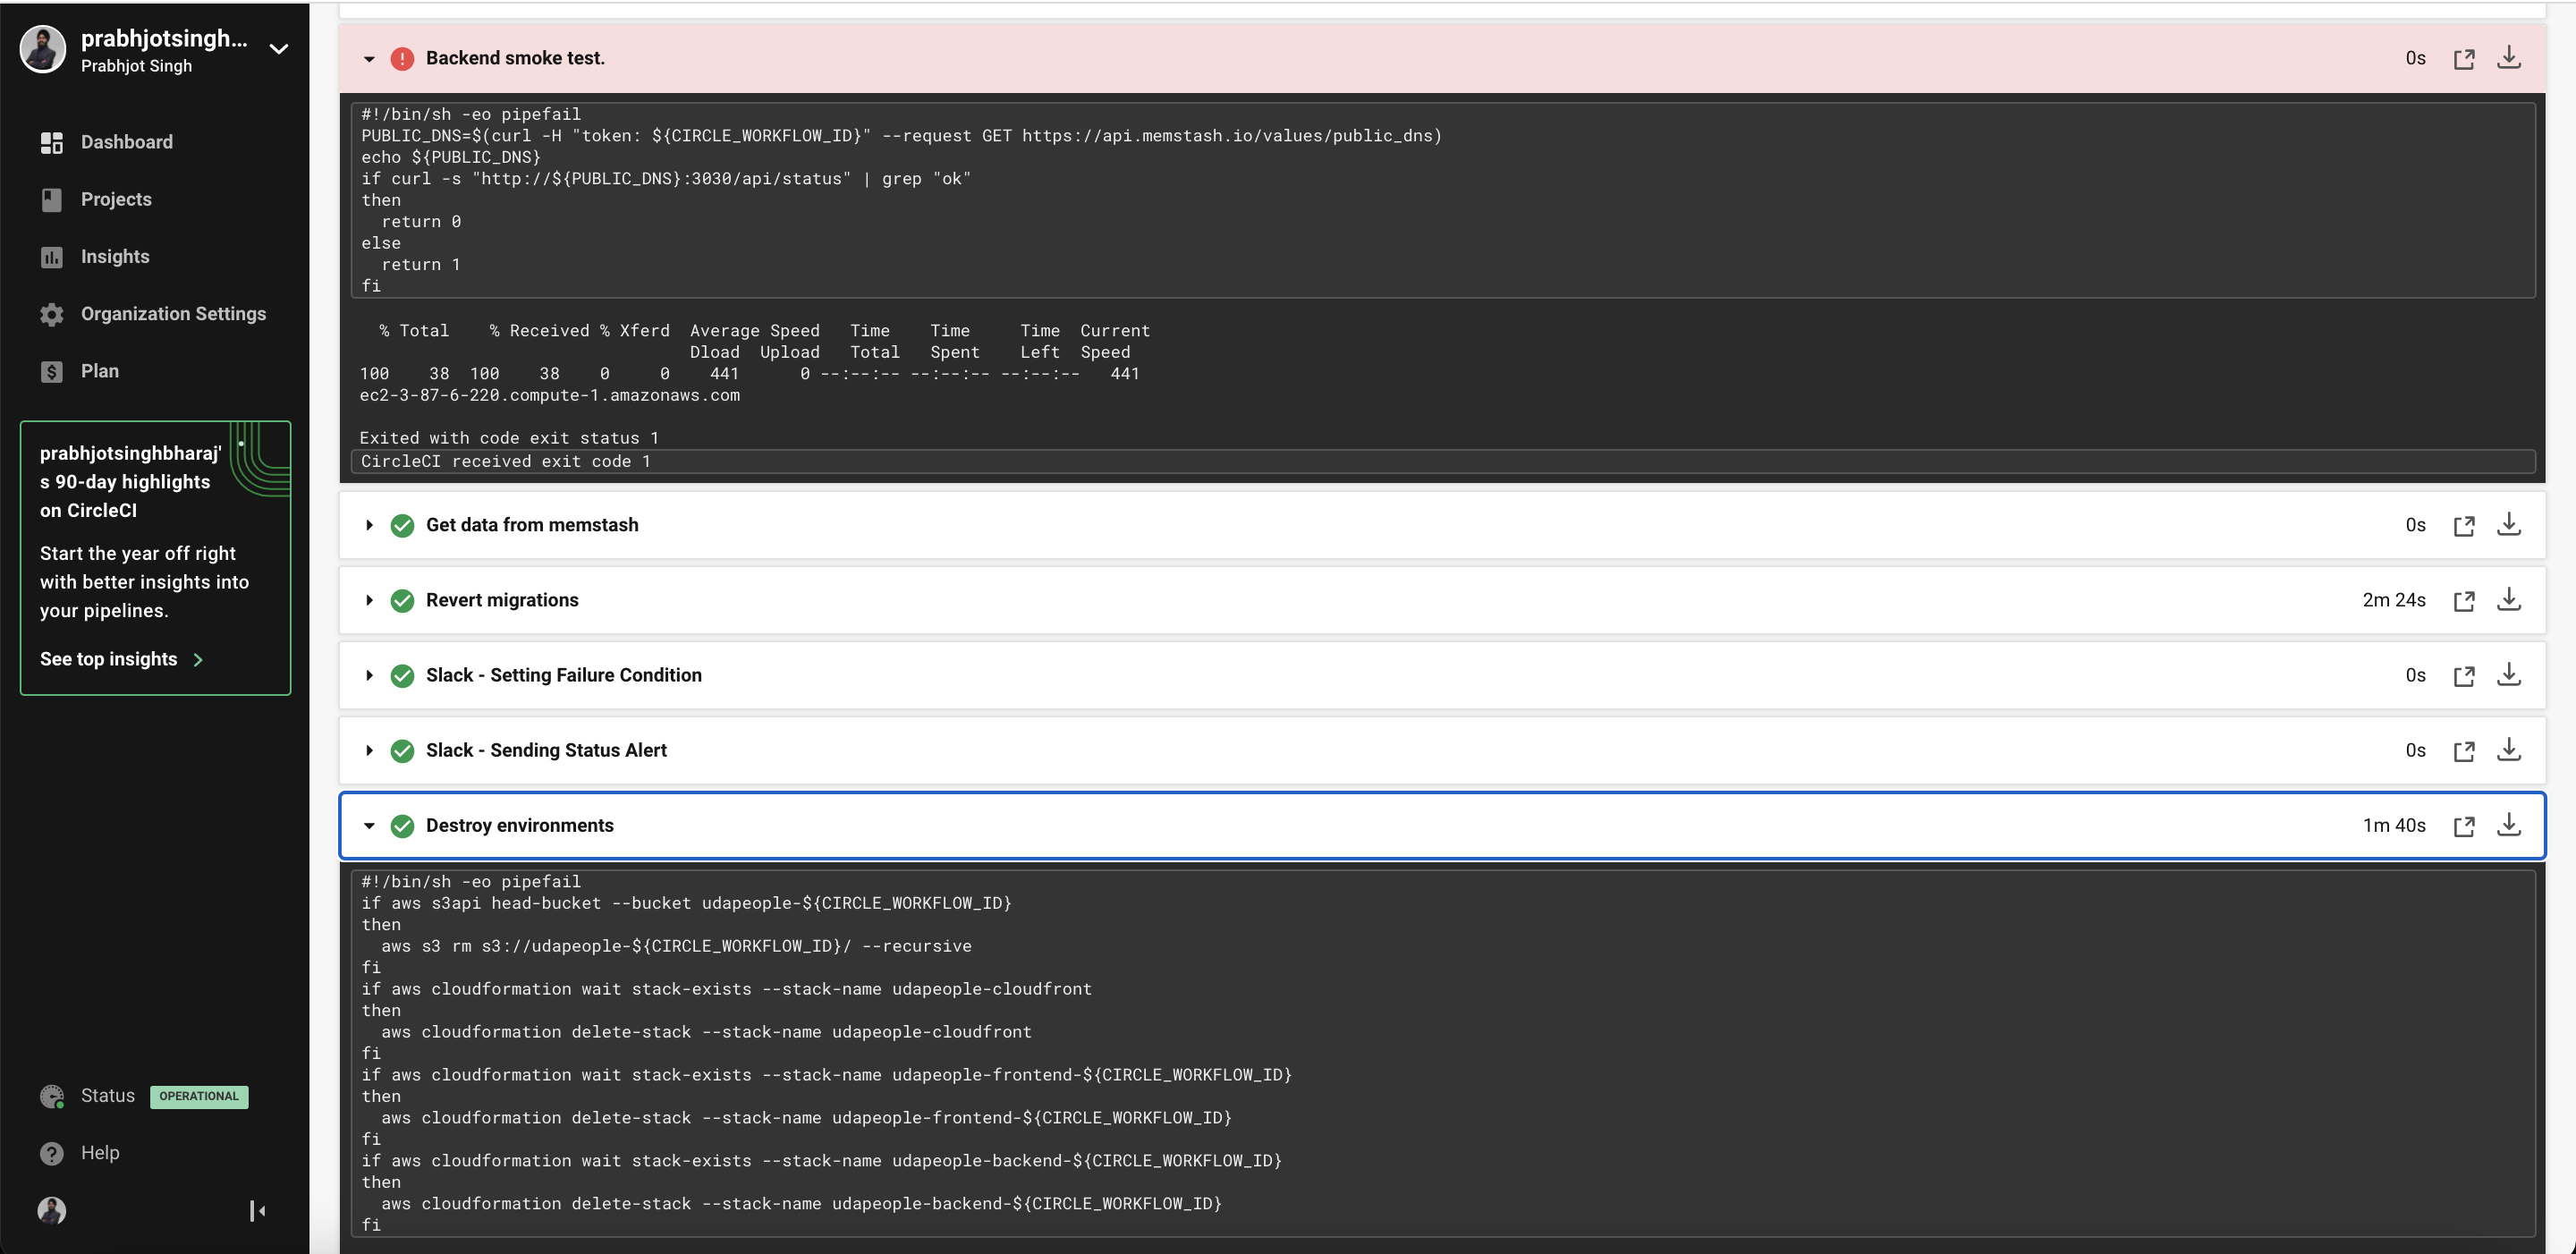 prabhjotsingh...
Prabhjot Singh
Dashboard
Projects
Insights
Organization Settings
Plan
prabhjotsinghbharaj'
s 90-day highlights
on CircleCI
Start the year off right
with better insights into
your pipelines.
See top insights
Status OPERATIONAL
Help
Backend smoke test. 0s
#!/bin/sh -eo pipefail
PUBLIC_DNS=$(curl -H "token: ${CIRCLE_WORKFLOW_ID}" --request GET https://api.memstash.io/values/public_dns)
echo ${PUBLIC_DNS}
if curl -s "http://${PUBLIC_DNS}:3030/api/status" | grep "ok"
then
  return 0
else
  return 1
fi
% Total % Received % Xferd Average Speed Time Time Time Current
Dload Upload Total Spent Left Speed
100 38 100 38 0 0 441 0 --:--:-- --:--:-- --:--:-- 441
ec2-3-87-6-220.compute-1.amazonaws.com
Exited with code exit status 1
CircleCI received exit code 1
Get data from memstash 0s
Revert migrations 2m 24s
Slack - Setting Failure Condition 0s
Slack - Sending Status Alert 0s
Destroy environments 1m 40s
#!/bin/sh -eo pipefail
if aws s3api head-bucket --bucket udapeople-${CIRCLE_WORKFLOW_ID}
then
  aws s3 rm s3://udapeople-${CIRCLE_WORKFLOW_ID}/ --recursive
fi
if aws cloudformation wait stack-exists --stack-name udapeople-cloudfront
then
  aws cloudformation delete-stack --stack-name udapeople-cloudfront
fi
if aws cloudformation wait stack-exists --stack-name udapeople-frontend-${CIRCLE_WORKFLOW_ID}
then
  aws cloudformation delete-stack --stack-name udapeople-frontend-${CIRCLE_WORKFLOW_ID}
fi
if aws cloudformation wait stack-exists --stack-name udapeople-backend-${CIRCLE_WORKFLOW_ID}
then
  aws cloudformation delete-stack --stack-name udapeople-backend-${CIRCLE_WORKFLOW_ID}
fi